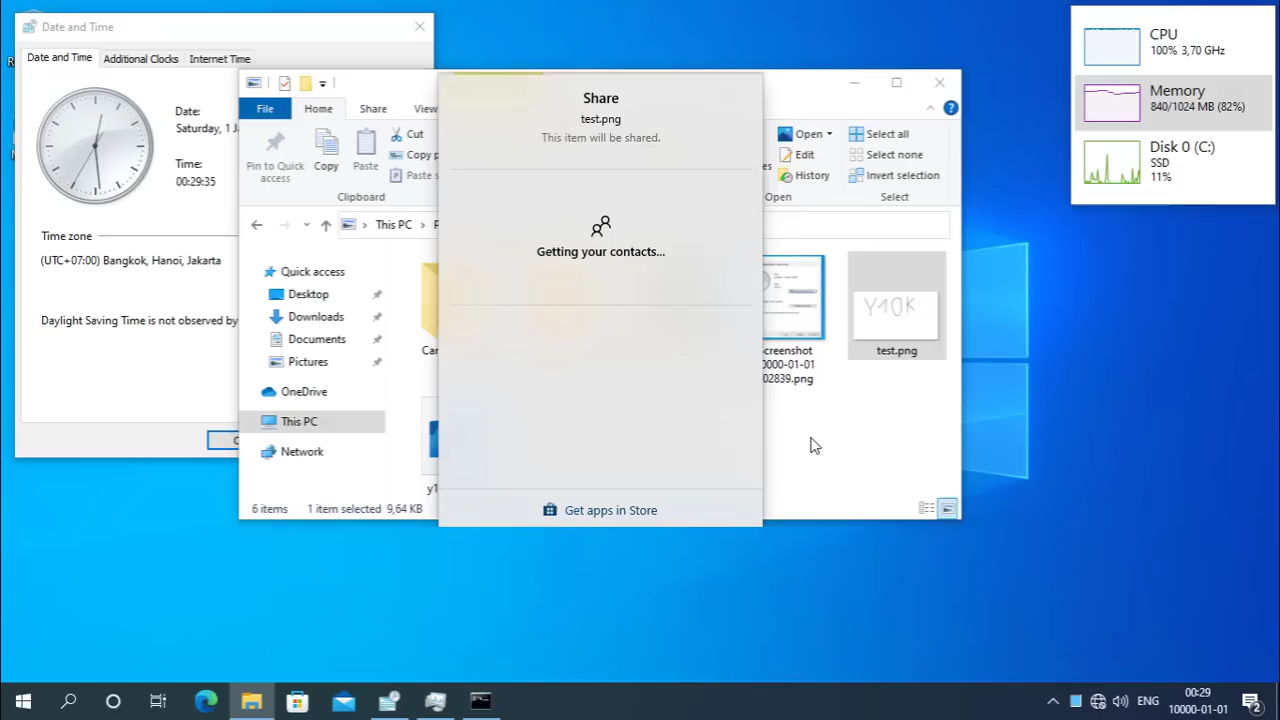 Date and Time
Date and Time
Additional Clocks
Internet Time
Date:
Saturday, 1 J
Time:
00:29:35
Time zone
(UTC+07:00) Bangkok, Hanoi, Jakarta
Daylight Saving Time is not observed by
File
Home
Share
View
Pin to Quick
access
Copy
Paste
Cut
Copy p
Paste s
Clipboard
Open
Edit
History
Open
Select all
Select none
Invert selection
Select
This PC
P
Quick access
Desktop
Downloads
Documents
Pictures
OneDrive
This PC
Network
Car
y1
creenshot
0000-01-01
02839.png
Y10K
test.png
6 items
1 item selected 9,64 KB
Share
test.png
This item will be shared.
Getting your contacts...
Get apps in Store
CPU
100% 3,70 GHz
Memory
840/1024 MB (82%)
Disk 0 (C:)
SSD
11%
ENG
00:29
10000-01-01
2